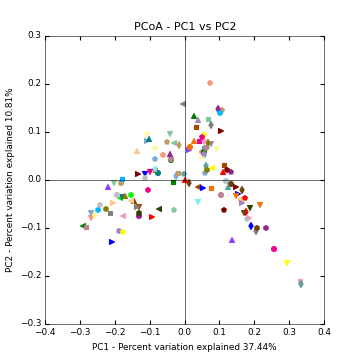 PCoA - PC1 vs PC2
0.3
0.2
0.1
0.0
−0.1
−0.2
−0.3
PC2 - Percent variation explained 10.81%
−0.4 −0.3 −0.2 −0.1 0.0 0.1 0.2 0.3 0.4
PC1 - Percent variation explained 37.44%